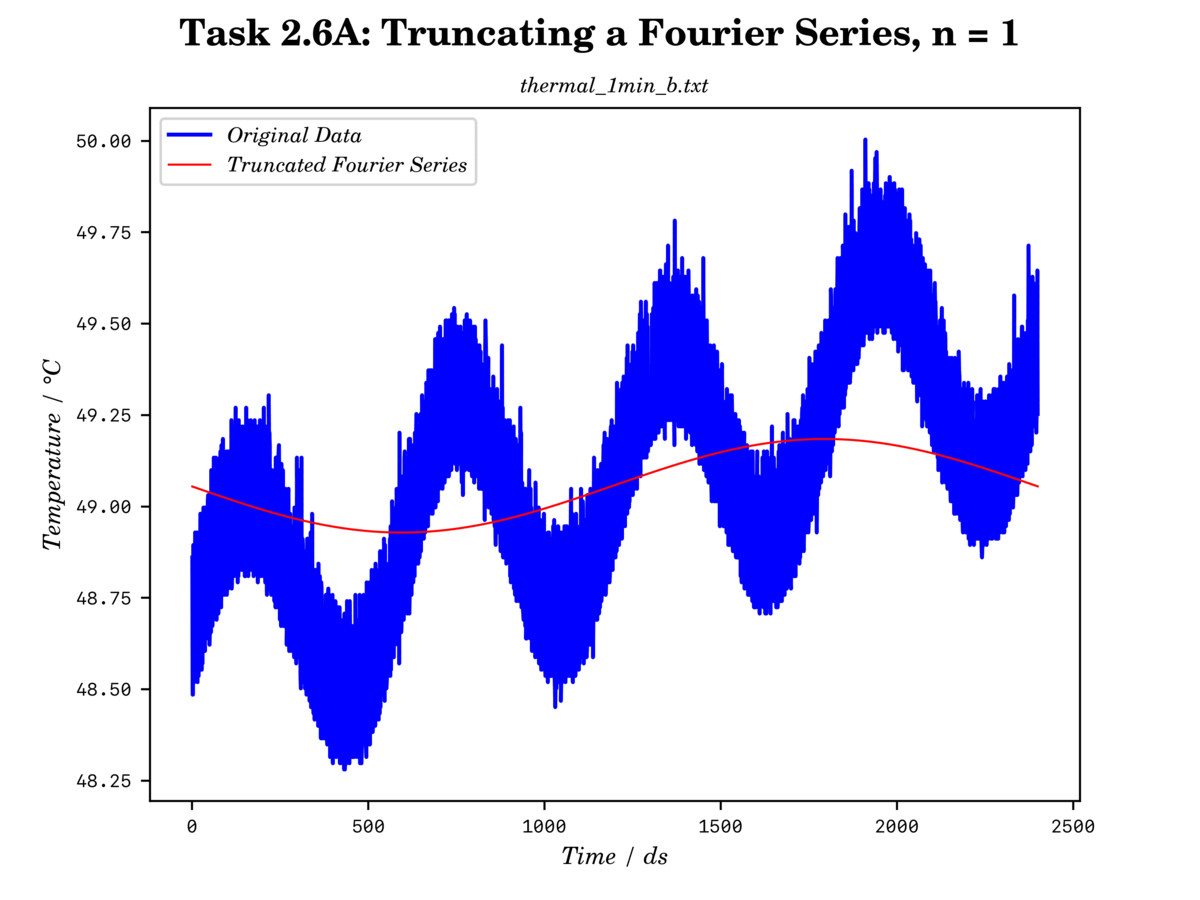 Task 2.6A: Truncating a Fourier Series, n = 1
thermal_1min_b.txt
Original Data
Truncated Fourier Series
50.00
49.75
49.50
49.25
49.00
48.75
48.50
48.25
Temperature / °C
0 500 1000 1500 2000 2500
Time / ds